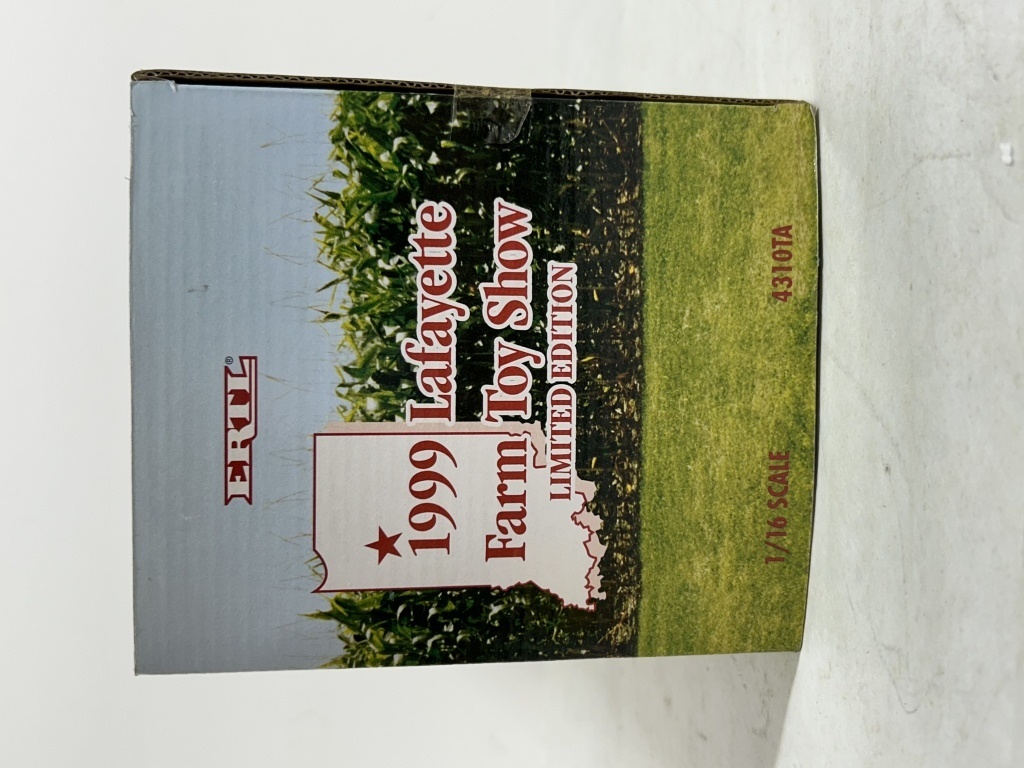 ERTL®
1999 Lafayette
Farm Toy Show
LIMITED EDITION
1/16 SCALE 4310TA